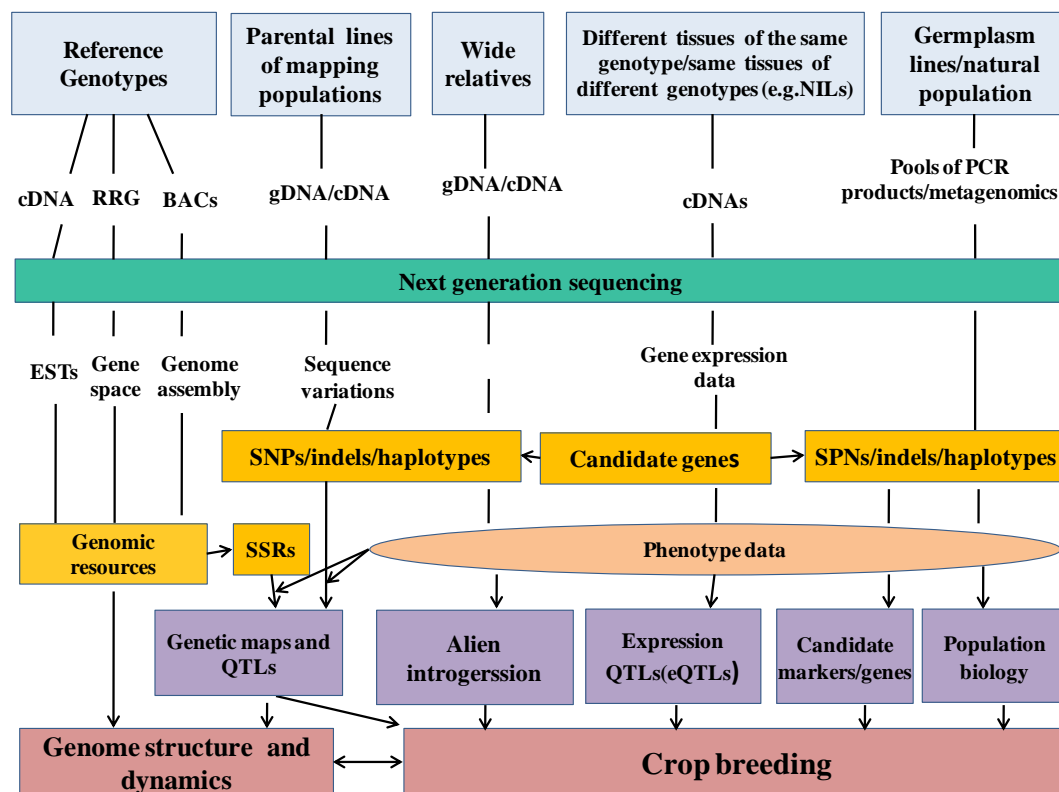 Reference
Genotypes
Parental lines
of mapping
populations
Wide
relatives
Different tissues of the same
genotype/same tissues of
different genotypes (e.g.NILs)
Germplasm
lines/natural
population
cDNA
RRG
BACs
gDNA/cDNA
gDNA/cDNA
cDNAs
Pools of PCR
products/metagenomics
Next generation sequencing
ESTs
Gene
space
Genome
assembly
Sequence
variations
Gene expression
data
SNPs/indels/haplotypes
Candidate genes
SPNs/indels/haplotypes
Genomic
resources
SSRs
Phenotype data
Genetic maps and
QTLs
Alien
introgerssion
Expression
QTLs(eQTLs)
Candidate
markers/genes
Population
biology
Genome structure and
dynamics
Crop breeding